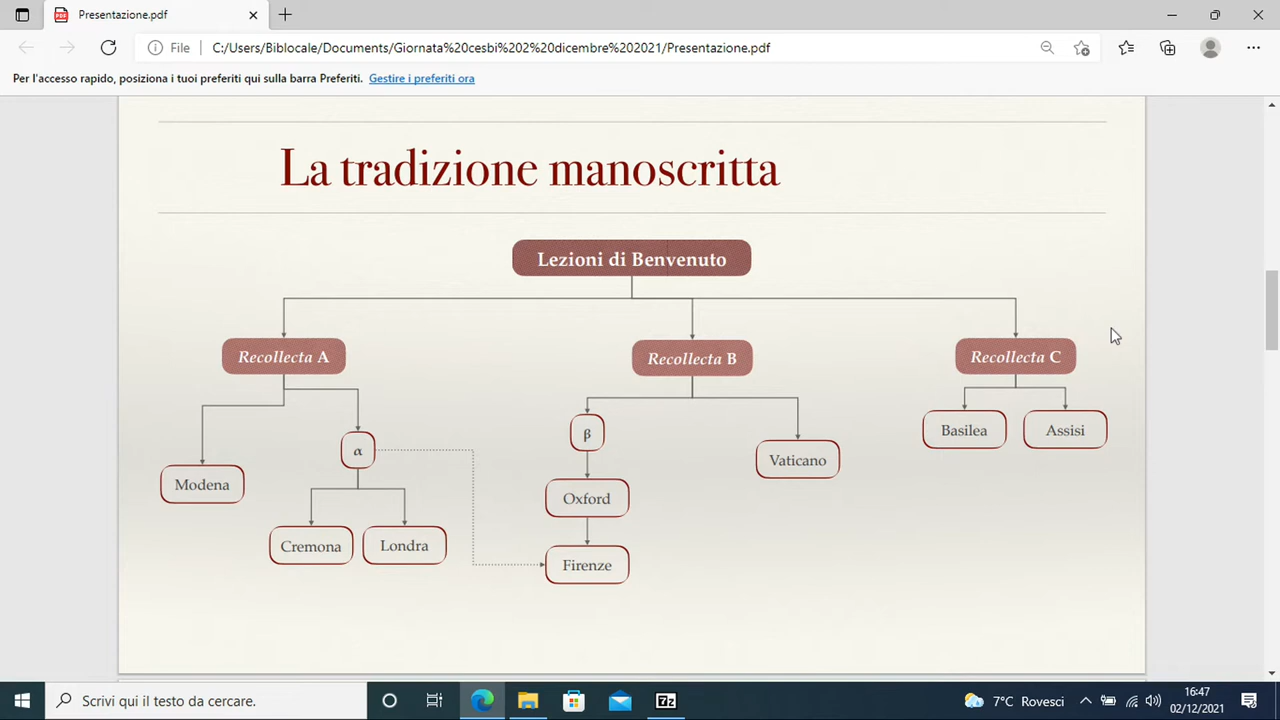 Presentazione.pdf
File
C:/Users/Biblocale/Documents/Giornata%20cesbi%202%20dicembre%202021/Presentazione.pdf
Per l'accesso rapido, posiziona i tuoi preferiti qui sulla barra Preferiti. Gestire i preferiti ora
La tradizione manoscritta
Lezioni di Benvenuto
Recollecta A
Recollecta B
Recollecta C
α
β
Basilea
Assisi
Vaticano
Modena
Oxford
Cremona
Londra
Firenze
Scrivi qui il testo da cercare.
7°C Rovesci
16:47
02/12/2021